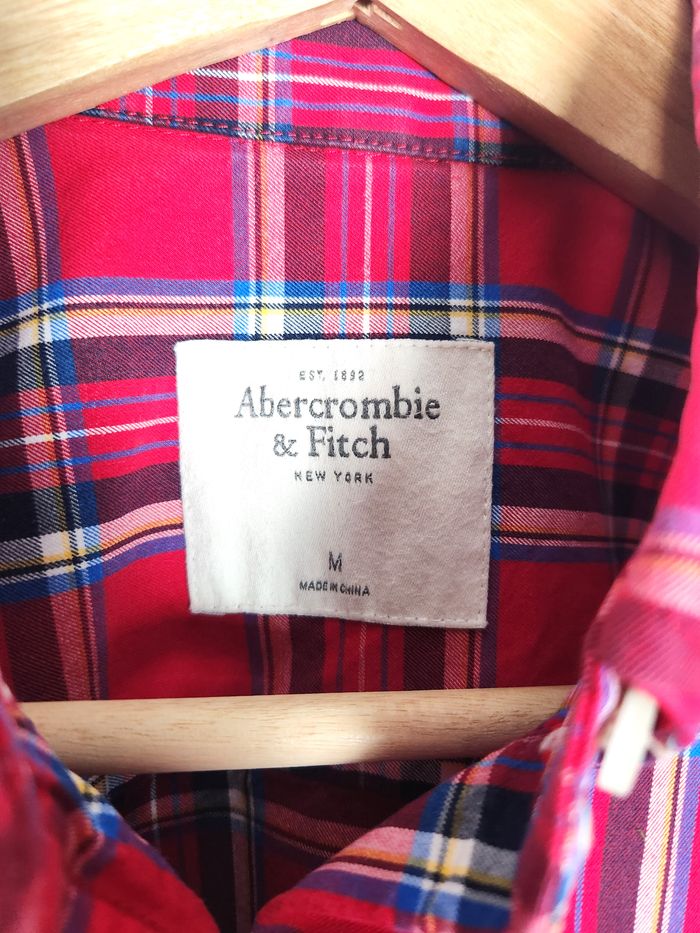 EST. 1892
Abercrombie
& Fitch
NEW YORK
M
MADE IN CHINA